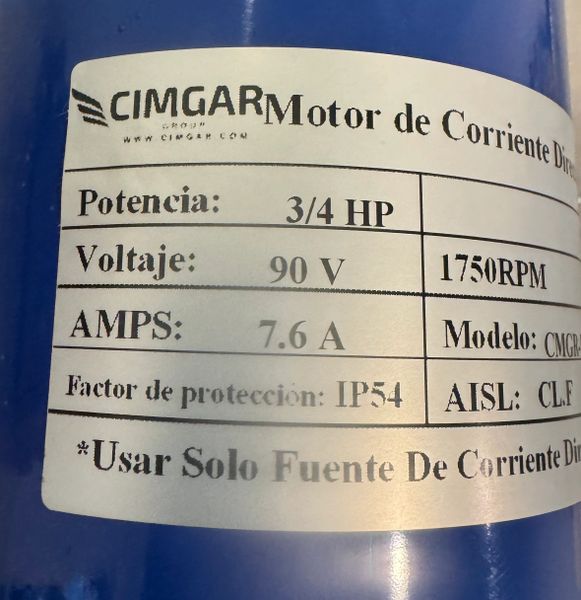 CIMGAR Motor de Corriente
GROUP
WWW.CIMGAR.COM
Potencia: 3/4 HP
Voltaje: 90 V 1750RPM
AMPS: 7.6 A Modelo: CMGR-
Factor de protección: IP54 AISL: CL.F
*Usar Solo Fuente De Corriente